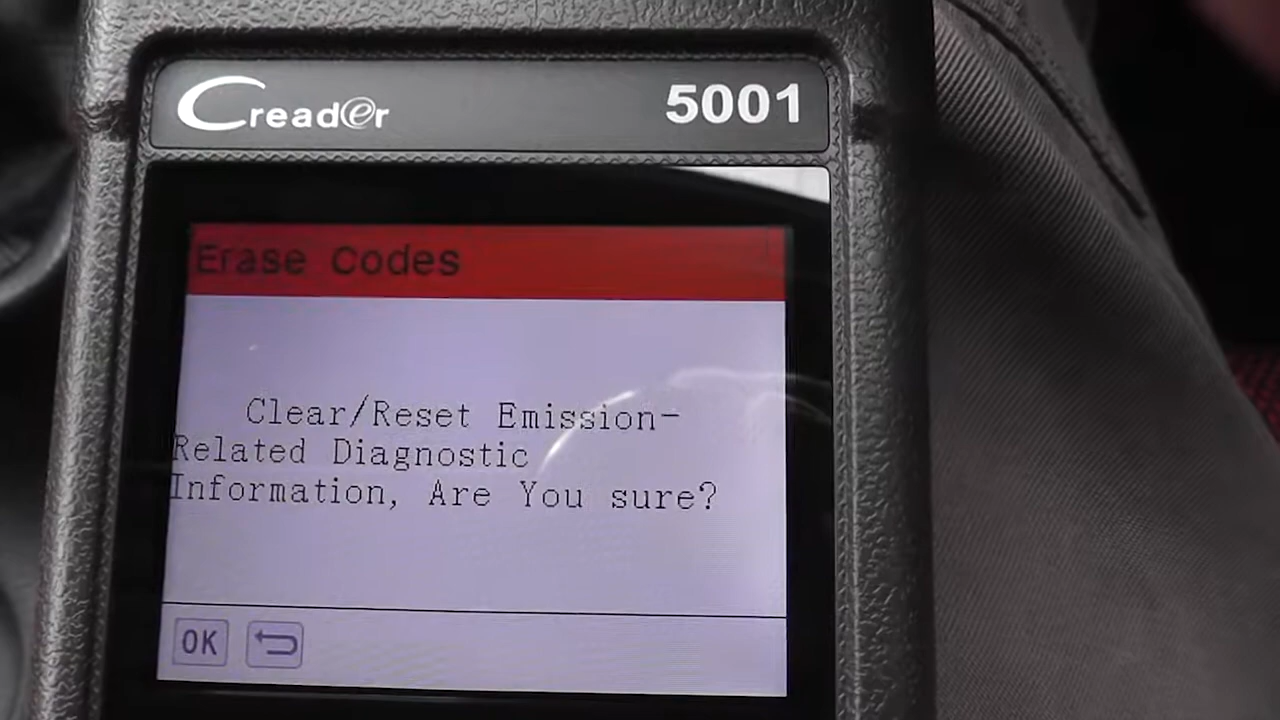 Creader 5001
Erase Codes
Clear/Reset Emission-
Related Diagnostic
Information, Are You sure?
OK